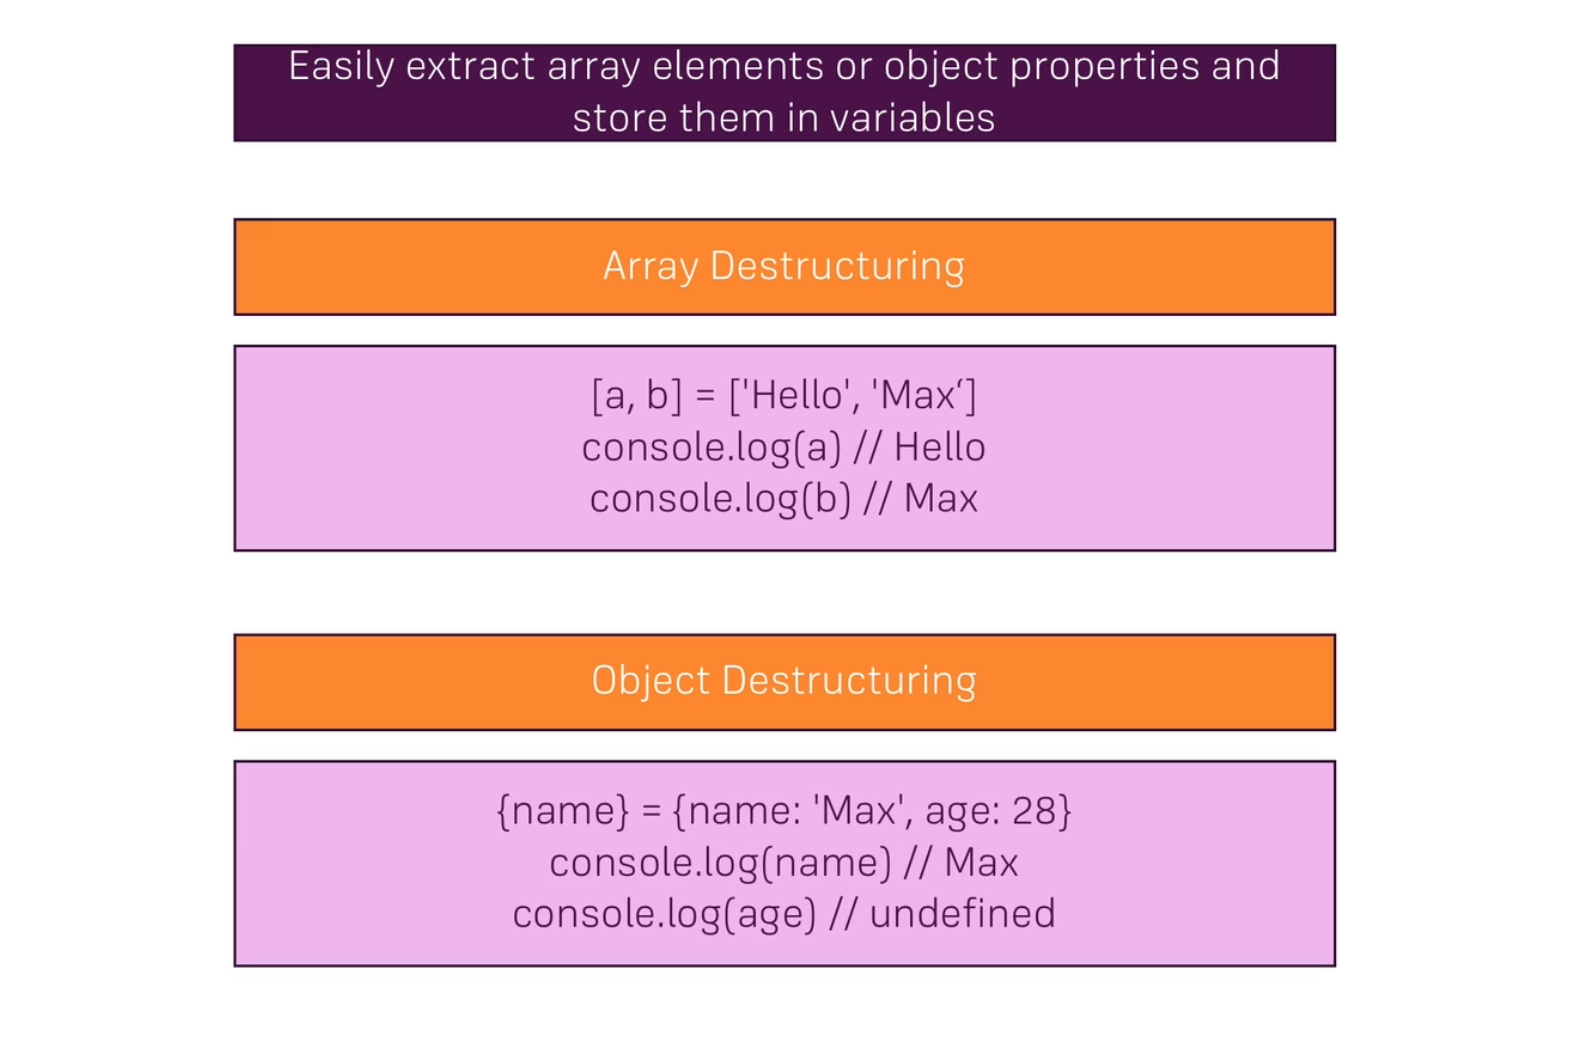 Easily extract array elements or object properties and
store them in variables
Array Destructuring
[a, b] = ['Hello', 'Max‘]
console.log(a) // Hello
console.log(b) // Max
Object Destructuring
{name} = {name: 'Max', age: 28}
console.log(name) // Max
console.log(age) // undefined